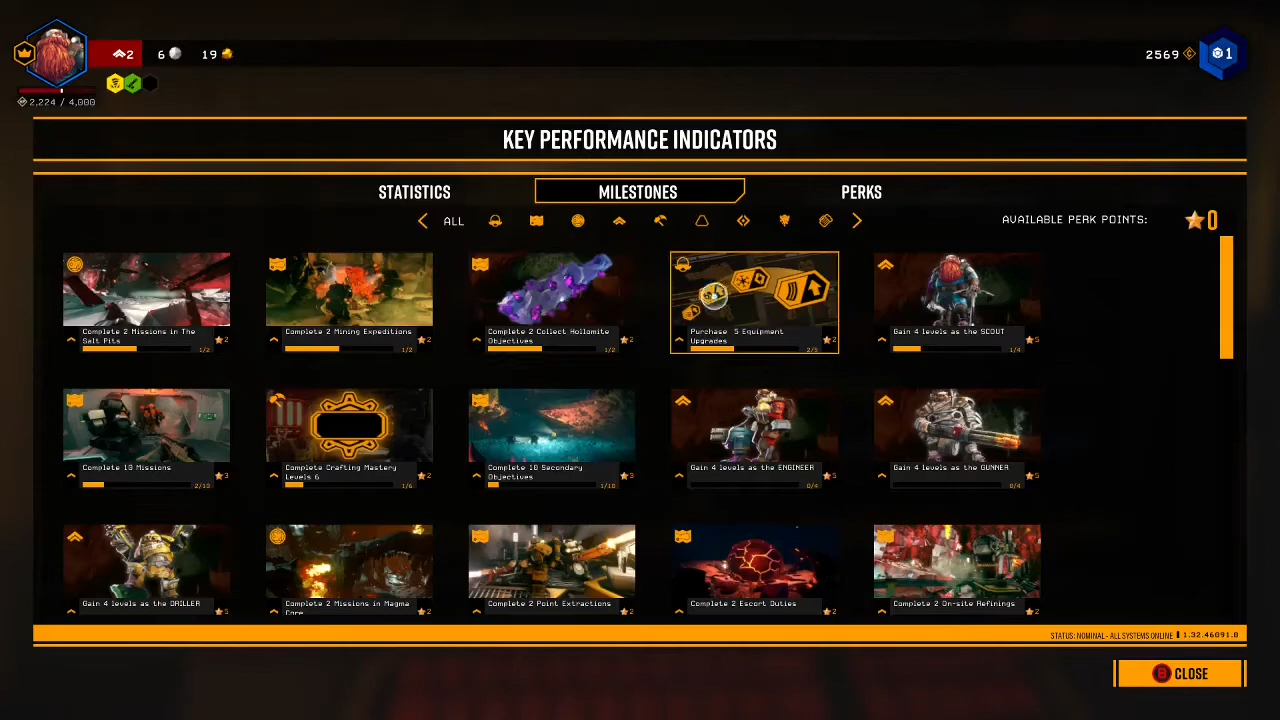 2
6
19
2569
1
2,224 / 4,000
KEY PERFORMANCE INDICATORS
STATISTICS
MILESTONES
PERKS
ALL
AVAILABLE PERK POINTS:
0
Complete 2 Missions in The
Salt Pits
2
1/2
Complete 2 Mining Expeditions
2
1/2
Complete 2 Collect Hollomite
Objectives
2
1/2
Purchase 5 Equipment
Upgrades
2
2/5
Gain 4 levels as the SCOUT
5
1/4
Complete 10 Missions
3
2/10
Complete Crafting Mastery
Levels 6
2
1/6
Complete 10 Secondary
Objectives
3
1/10
Gain 4 levels as the ENGINEER
5
0/4
Gain 4 levels as the GUNNER
5
0/4
Gain 4 levels as the DRILLER
5
Complete 2 Missions in Magma
Core
2
Complete 2 Point Extractions
2
Complete 2 Escort Duties
2
Complete 2 On-site Refinings
2
STATUS: NOMINAL - ALL SYSTEMS ONLINE
1.32.46091.0
B CLOSE